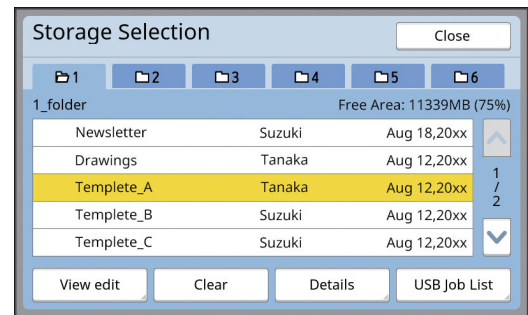 Storage Selection Close
1 2 3 4 5 6
1_folder Free Area: 11339MB (75%)
Newsletter Suzuki Aug 18,20xx
Drawings Tanaka Aug 12,20xx
Templete_A Tanaka Aug 12,20xx
1
/
2
Templete_B Suzuki Aug 12,20xx
Templete_C Suzuki Aug 12,20xx
View edit Clear Details USB Job List